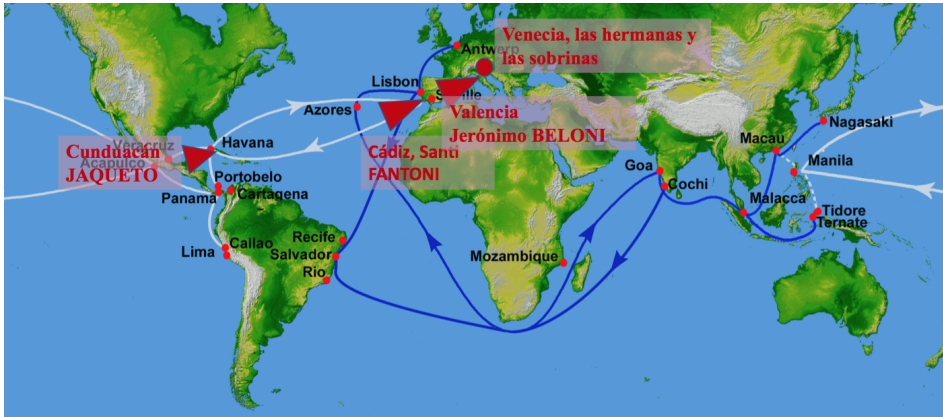 Venecia, las hermanas y
las sobrinas
Antwerp
Lisbon
Seville
Azores
Valencia
Jerónimo BELONI
Nagasaki
Macau
Veracruz
Havana
Cunduacán
JAQUETO
Acapulco
Cádiz, Santi
FANTONI
Goa
Manila
Portobelo
Cochi
Panama
Cartagena
Malacca
Tidore
Ternate
Recife
Callao
Lima
Salvador
Mozambique
Rio